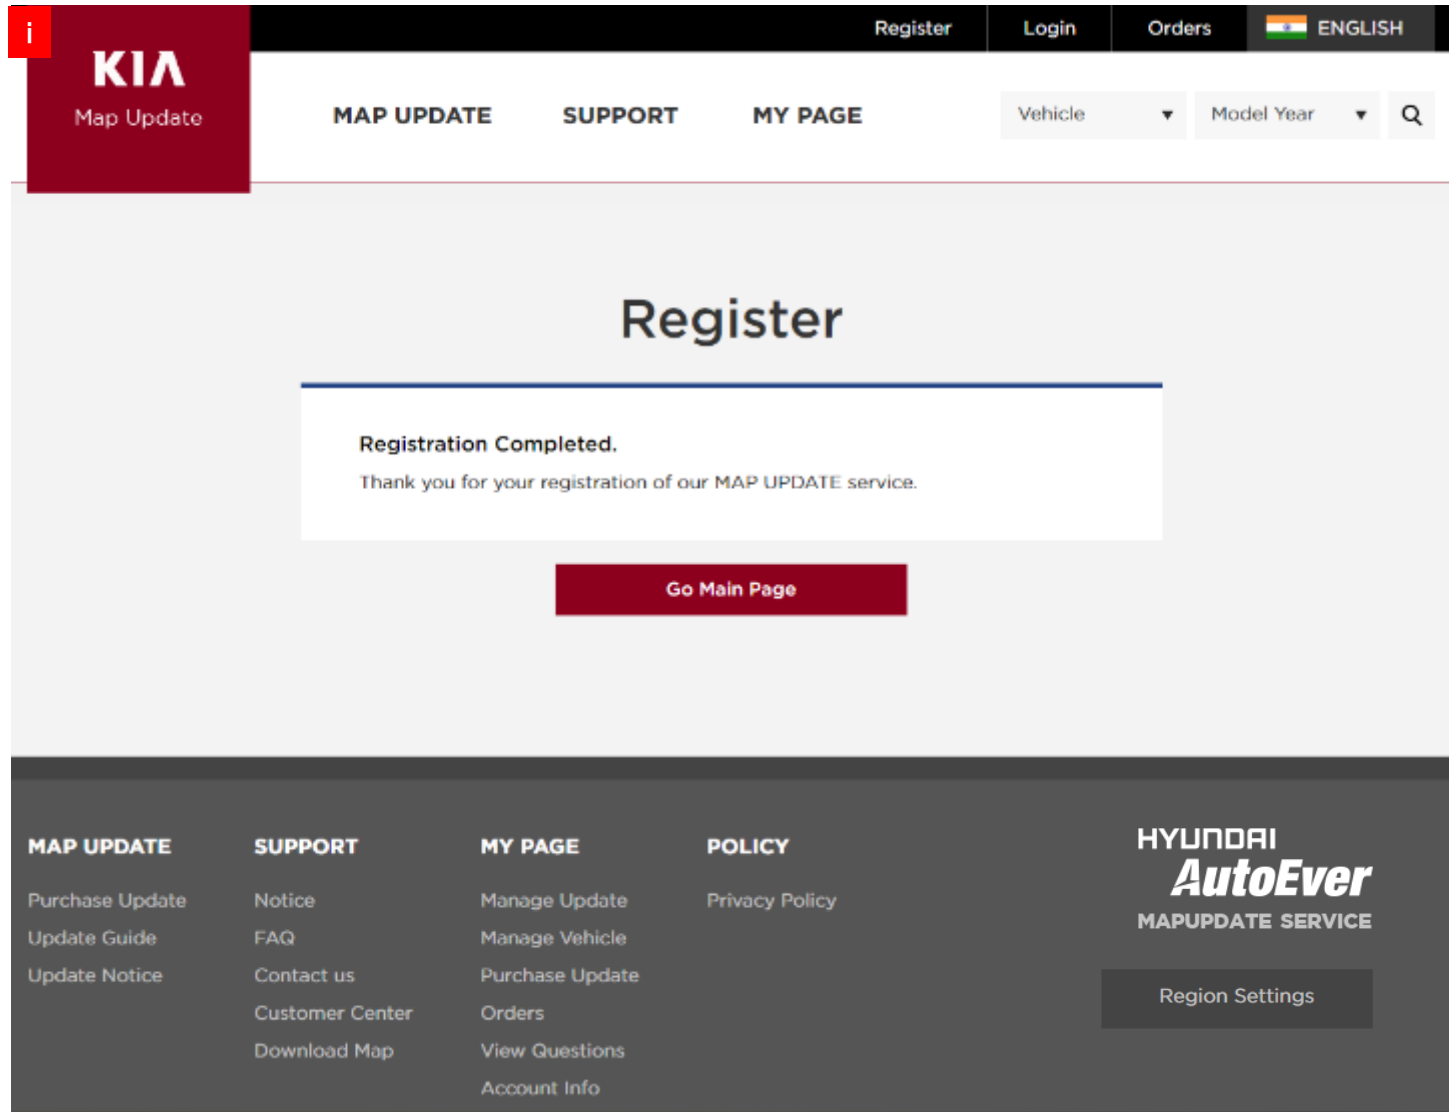 i
Register Login Orders ENGLISH
KIA
Map Update
MAP UPDATE SUPPORT MY PAGE
Vehicle Model Year
Register
Registration Completed.
Thank you for your registration of our MAP UPDATE service.
Go Main Page
MAP UPDATE
Purchase Update
Update Guide
Update Notice
SUPPORT
Notice
FAQ
Contact us
Customer Center
Download Map
MY PAGE
Manage Update
Manage Vehicle
Purchase Update
Orders
View Questions
Account Info
POLICY
Privacy Policy
HYUNDAI
AutoEver
MAPUPDATE SERVICE
Region Settings